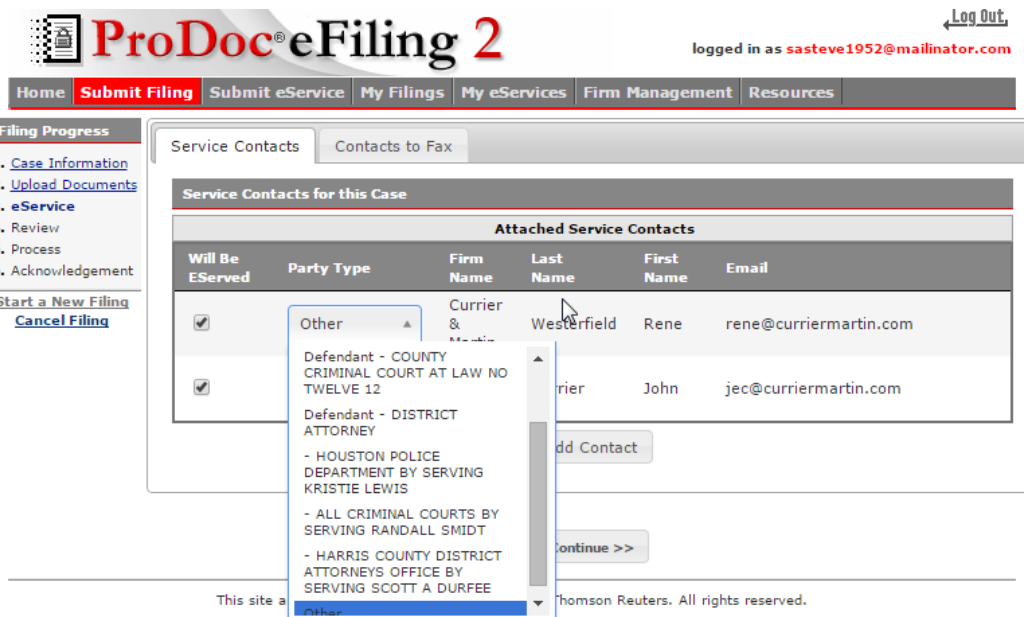 Log Out
ProDoc® eFiling 2
logged in as sasteve1952@mailinator.com
Home Submit Filing Submit eService My Filings My eServices Firm Management Resources
Filing Progress
. Case Information
. Upload Documents
. eService
. Review
. Process
. Acknowledgement
Start a New Filing
Cancel Filing
Service Contacts Contacts to Fax
Service Contacts for this Case
Attached Service Contacts
Will Be EServed Party Type Firm Name Last Name First Name Email
Other Currier & Martin Westerfield Rene rene@curriermartin.com
rrier John jec@curriermartin.com
Defendant - COUNTY
CRIMINAL COURT AT LAW NO
TWELVE 12
Defendant - DISTRICT
ATTORNEY
- HOUSTON POLICE
DEPARTMENT BY SERVING
KRISTIE LEWIS
- ALL CRIMINAL COURTS BY
SERVING RANDALL SMIDT
- HARRIS COUNTY DISTRICT
ATTORNEYS OFFICE BY
SERVING SCOTT A DURFEE
Other
dd Contact
Continue >>
This site a Thomson Reuters. All rights reserved.